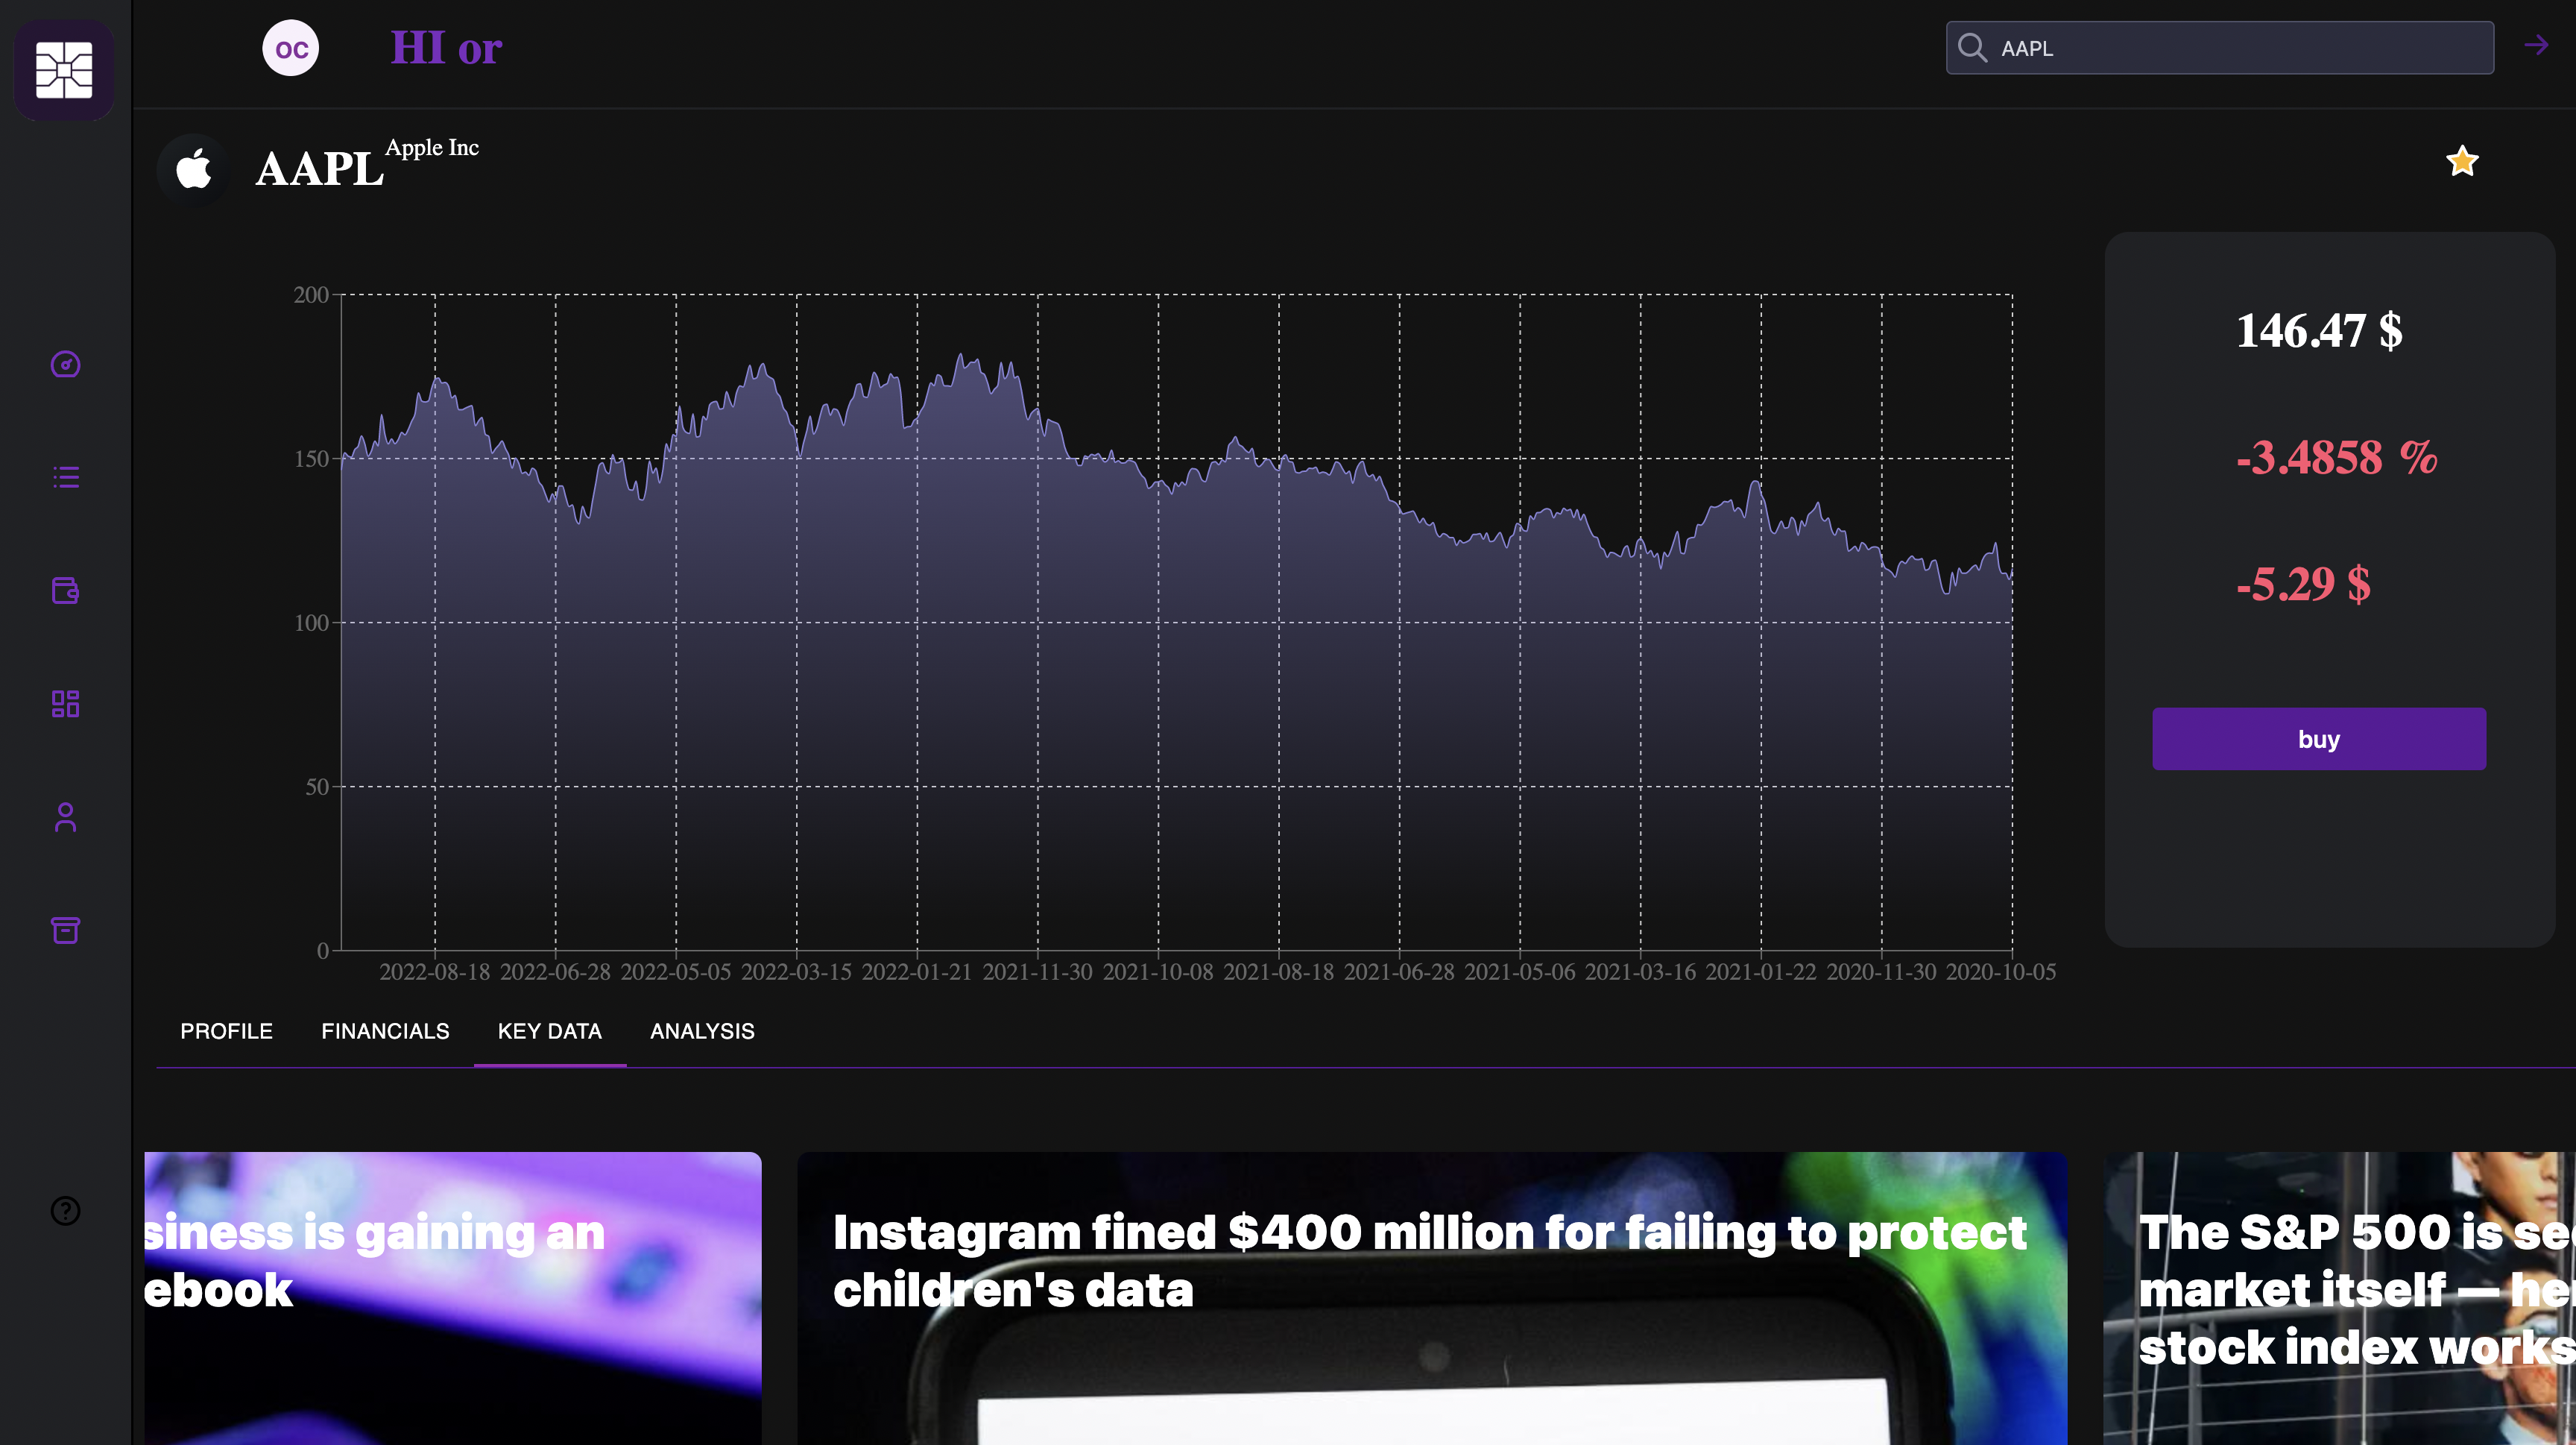 OC
HI or
AAPL
AAPL Apple Inc
200
150
100
50
0
2022-08-18 2022-06-28 2022-05-05 2022-03-15 2022-01-21 2021-11-30 2021-10-08 2021-08-18 2021-06-28 2021-05-06 2021-03-16 2021-01-22 2020-11-30 2020-10-05
146.47 $
-3.4858 %
-5.29 $
buy
PROFILE FINANCIALS KEY DATA ANALYSIS
siness is gaining an
ebook
Instagram fined $400 million for failing to protect
children's data
The S&P 500 is se
market itself — he
stock index works